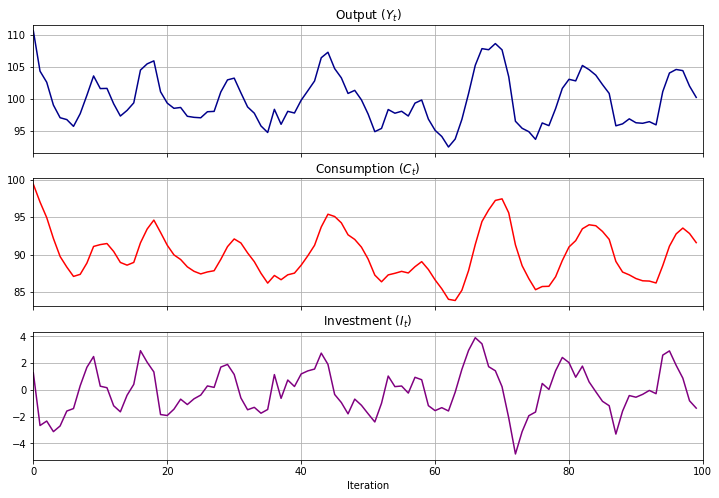 Output (Y_t)
110
105
100
95
Consumption (C_t)
100
95
90
85
Investment (I_t)
4
2
0
−2
−4
0 20 40 60 80 100
Iteration